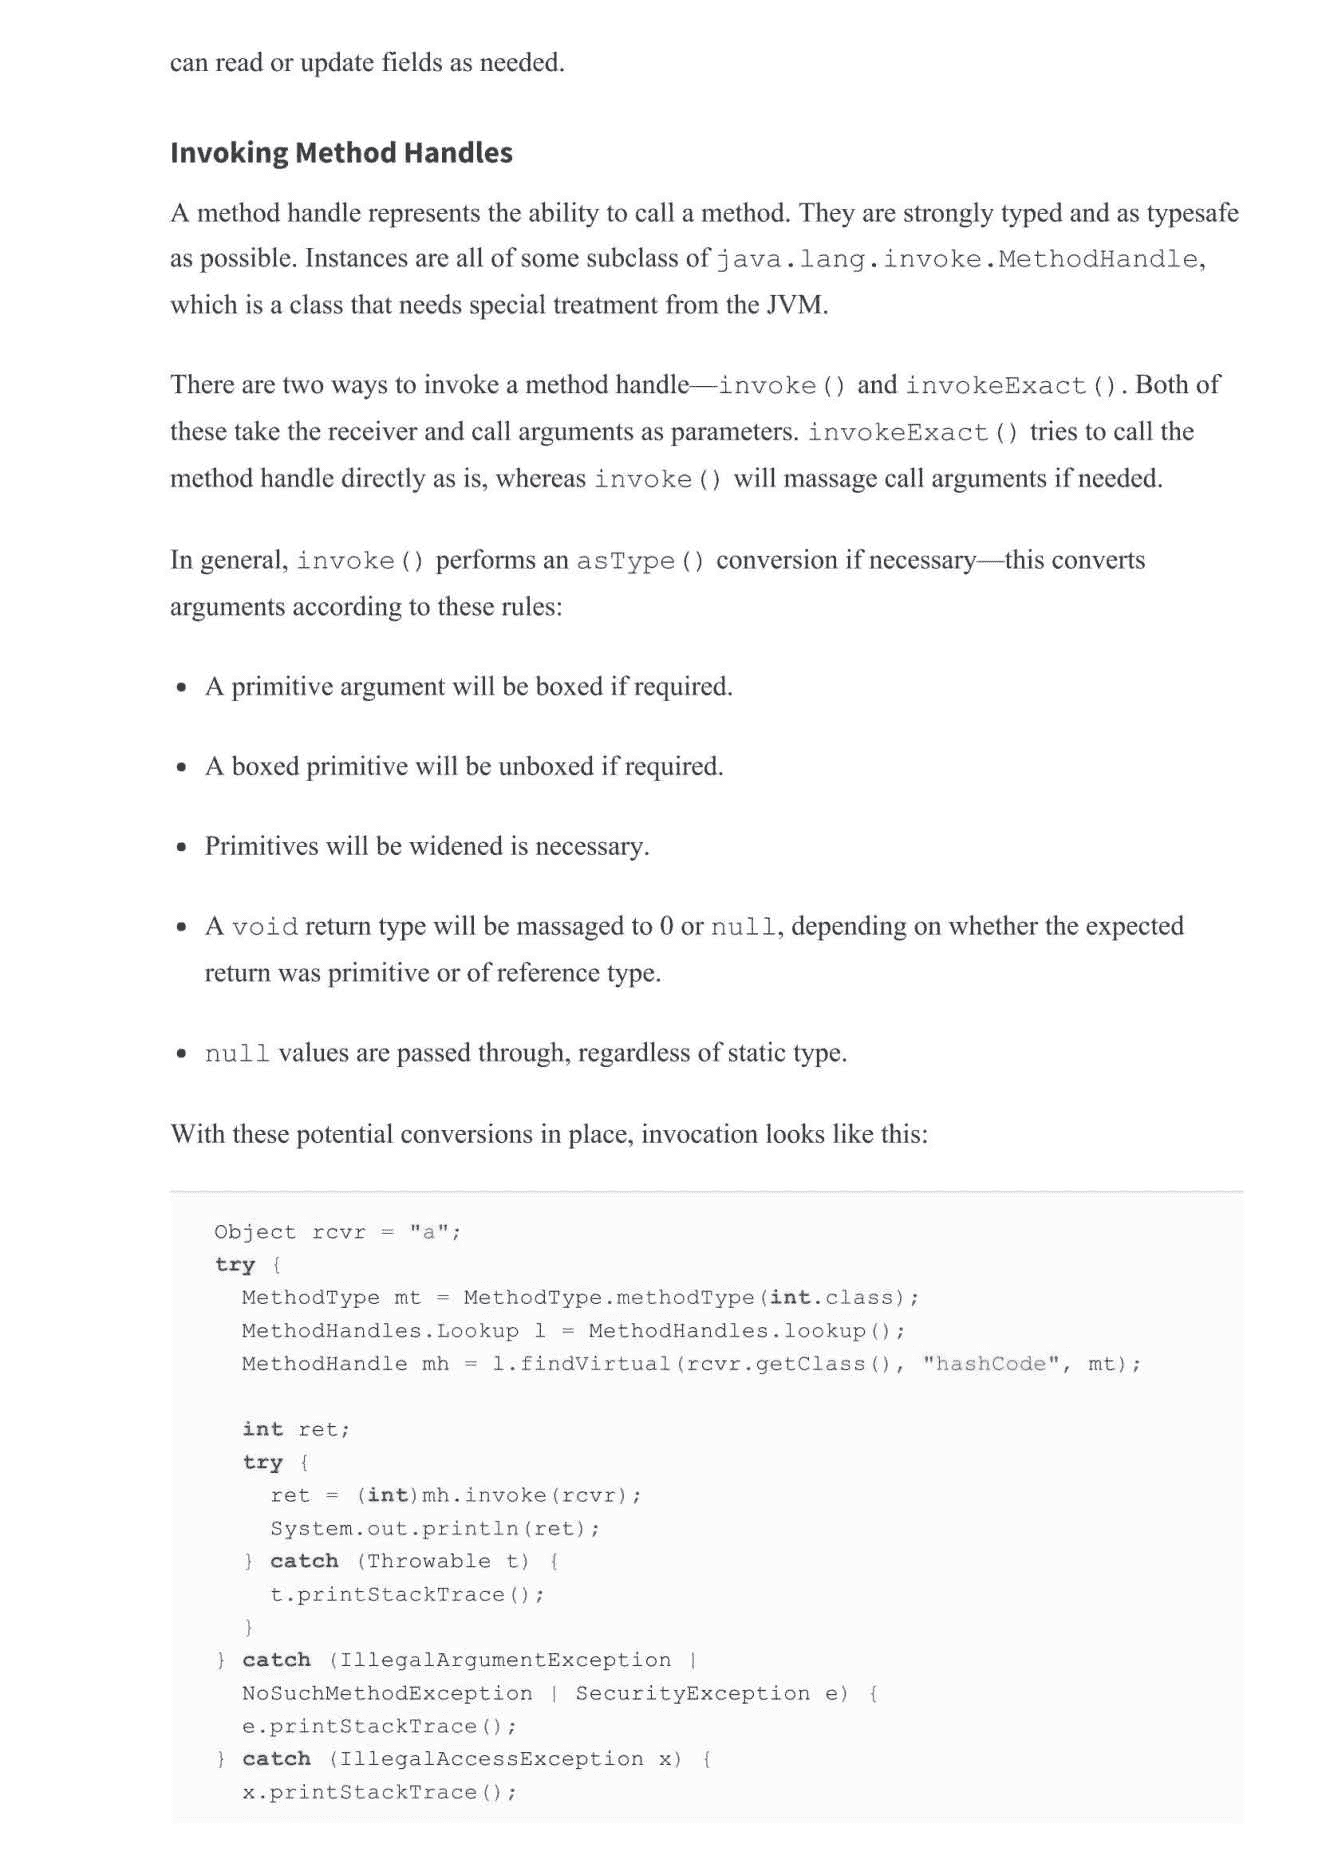 can read or update fields as needed.
Invoking Method Handles
A method handle represents the ability to call a method. They are strongly typed and as typesafe
as possible. Instances are all of some subclass of java.lang.invoke.MethodHandle,
which is a class that needs special treatment from the JVM.
There are two ways to invoke a method handle—invoke() and invokeExact(). Both of
these take the receiver and call arguments as parameters. invokeExact() tries to call the
method handle directly as is, whereas invoke() will massage call arguments if needed.
In general, invoke() performs an asType() conversion if necessary—this converts
arguments according to these rules:
• A primitive argument will be boxed if required.
• A boxed primitive will be unboxed if required.
• Primitives will be widened is necessary.
• A void return type will be massaged to 0 or null, depending on whether the expected
return was primitive or of reference type.
• null values are passed through, regardless of static type.
With these potential conversions in place, invocation looks like this:
Object rcvr = "a";
try {
  MethodType mt = MethodType.methodType(int.class);
  MethodHandles.Lookup l = MethodHandles.lookup();
  MethodHandle mh = l.findVirtual(rcvr.getClass(), "hashCode", mt);
  int ret;
  try {
    ret = (int)mh.invoke(rcvr);
    System.out.println(ret);
  } catch (Throwable t) {
    t.printStackTrace();
  }
} catch (IllegalArgumentException |
  NoSuchMethodException | SecurityException e) {
  e.printStackTrace();
} catch (IllegalAccessException x) {
  x.printStackTrace();